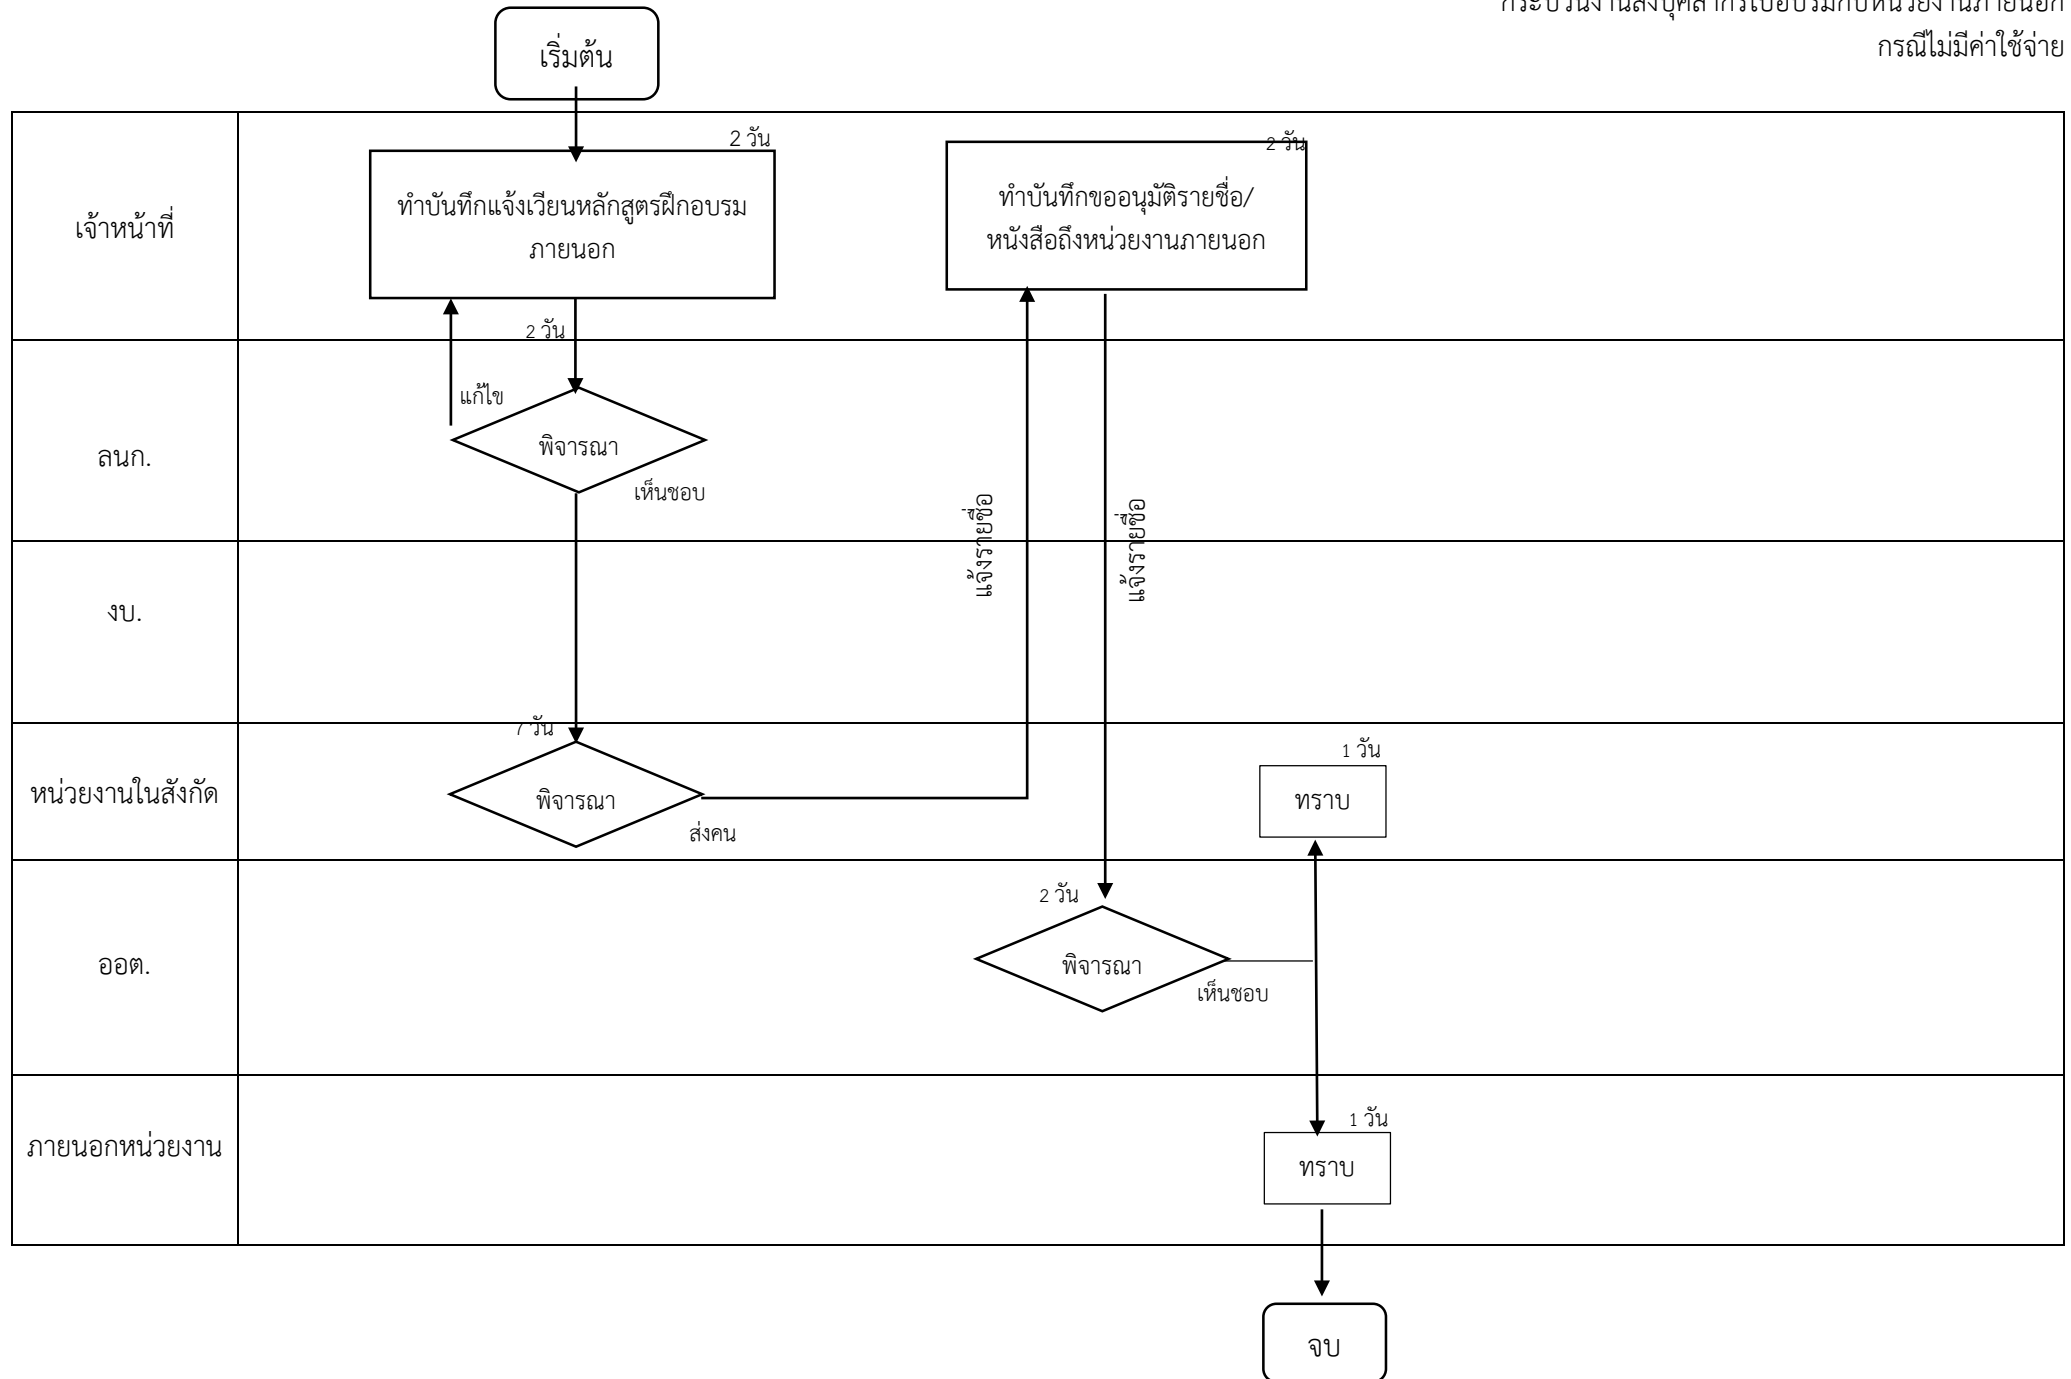 กระบวนงานส่งบุคลากรไปอบรมกับหน่วยงานภายนอก
กรณีไม่มีค่าใช้จ่าย
เริ่มต้น
เจ้าหน้าที่
2 วัน
ทำบันทึกแจ้งเวียนหลักสูตรฝึกอบรม
ภายนอก
2 วัน
ทำบันทึกขออนุมัติรายชื่อ/
หนังสือถึงหน่วยงานภายนอก
2 วัน
ลนก.
แก้ไข
พิจารณา
เห็นชอบ
แจ้งรายชื่อ
แจ้งรายชื่อ
งบ.
7 วัน
หน่วยงานในสังกัด
พิจารณา
ส่งคน
1 วัน
ทราบ
ออต.
2 วัน
พิจารณา
เห็นชอบ
ภายนอกหน่วยงาน
1 วัน
ทราบ
จบ